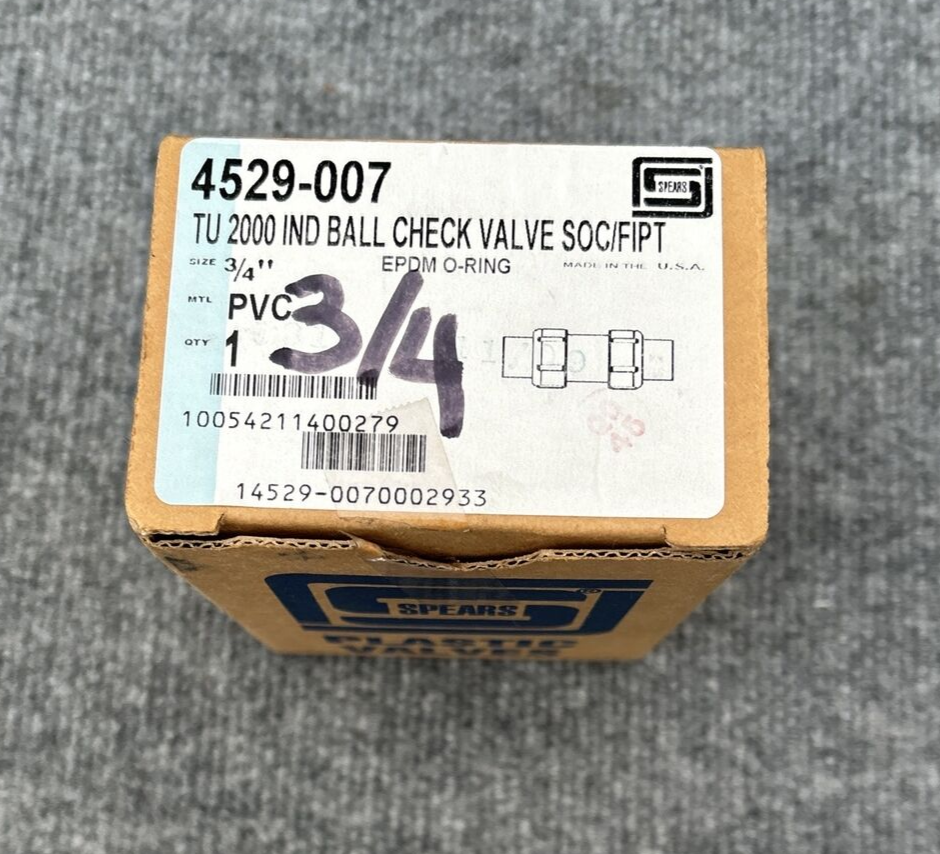 4529-007
SPEARS
TU 2000 IND BALL CHECK VALVE SOC/FIPT
SIZE 3/4" EPDM O-RING MADE IN THE U.S.A.
MTL PVC
3/4
QTY 1
10054211400279
14529-0070002933
SPEARS®
PLASTIC
VALVES